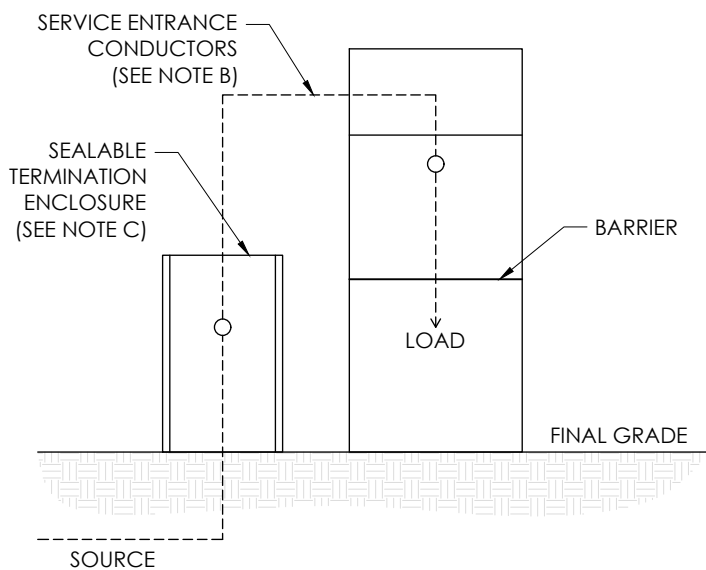 SERVICE ENTRANCE
CONDUCTORS
(SEE NOTE B)
SEALABLE
TERMINATION
ENCLOSURE
(SEE NOTE C)
BARRIER
LOAD
FINAL GRADE
SOURCE